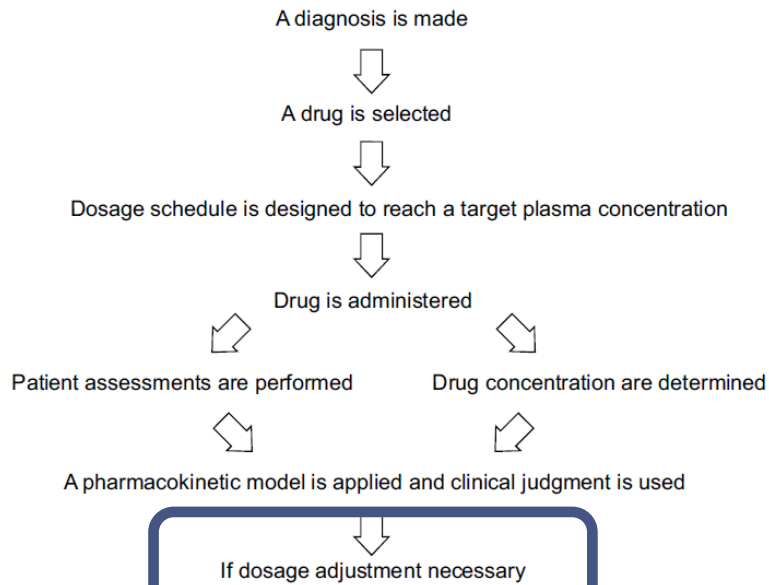 A diagnosis is made
A drug is selected
Dosage schedule is designed to reach a target plasma concentration
Drug is administered
Patient assessments are performed
Drug concentration are determined
A pharmacokinetic model is applied and clinical judgment is used
If dosage adjustment necessary